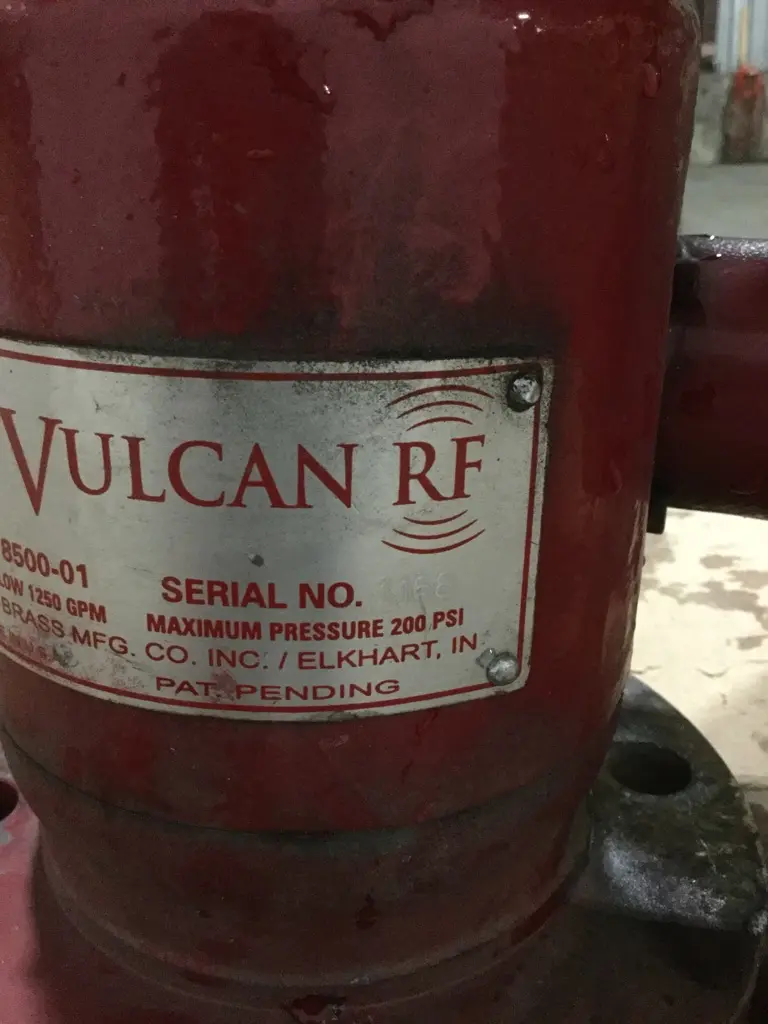 VULCAN RF
8500-01
SERIAL NO.
LOW 1250 GPM
MAXIMUM PRESSURE 200 PSI
BRASS MFG. CO. INC. / ELKHART, IN
PAT. PENDING